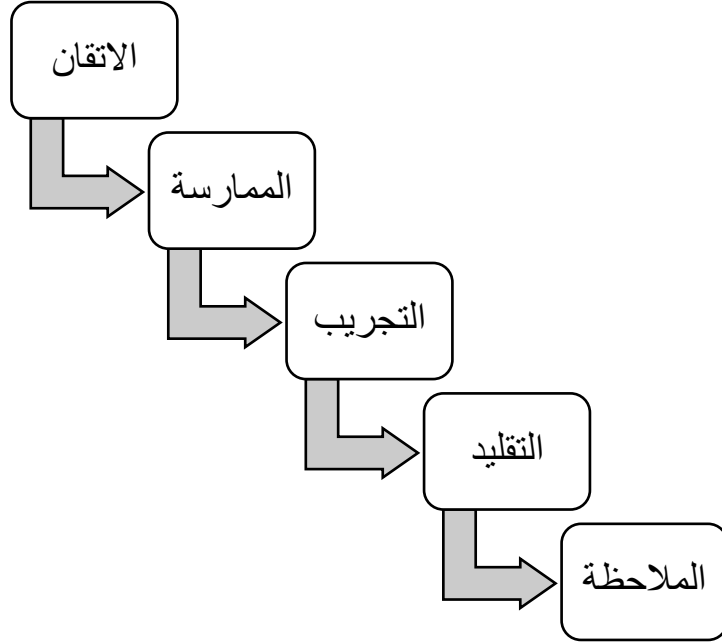 الاتقان
الممارسة
التجريب
التقليد
الملاحظة